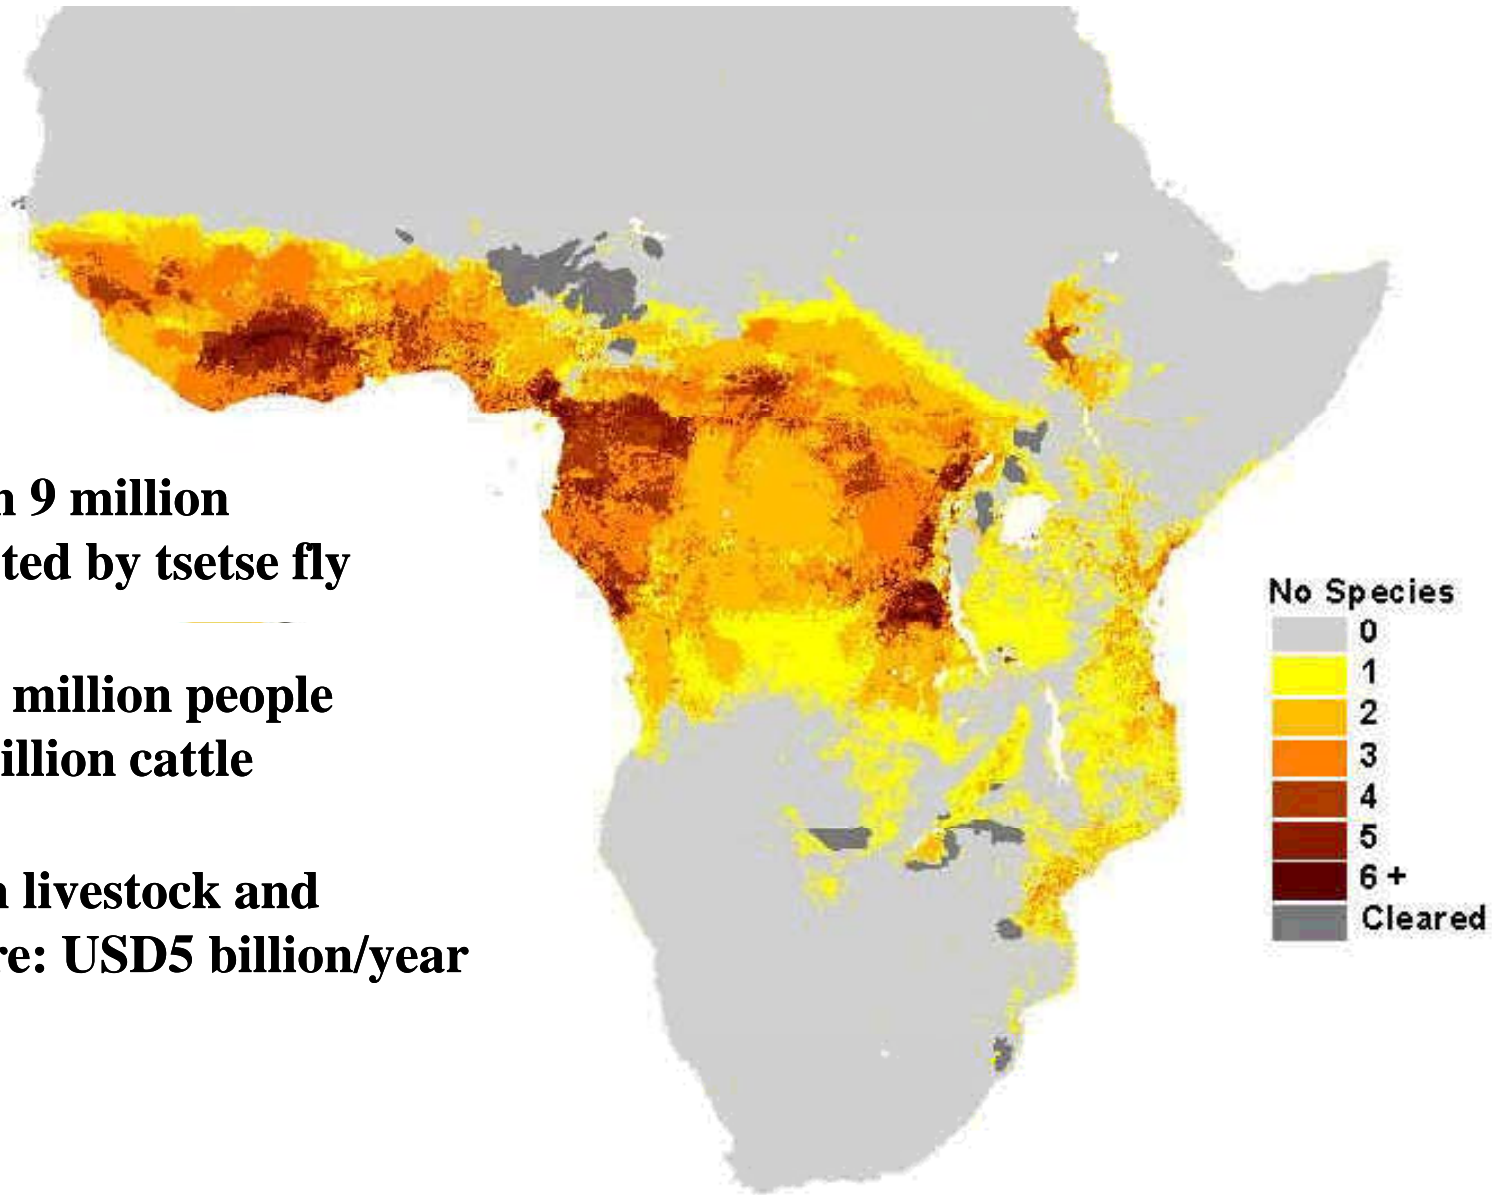 n 9 million
ted by tsetse fly
million people
illion cattle
n livestock and
re: USD5 billion/year
No Species
0
1
2
3
4
5
6 +
Cleared